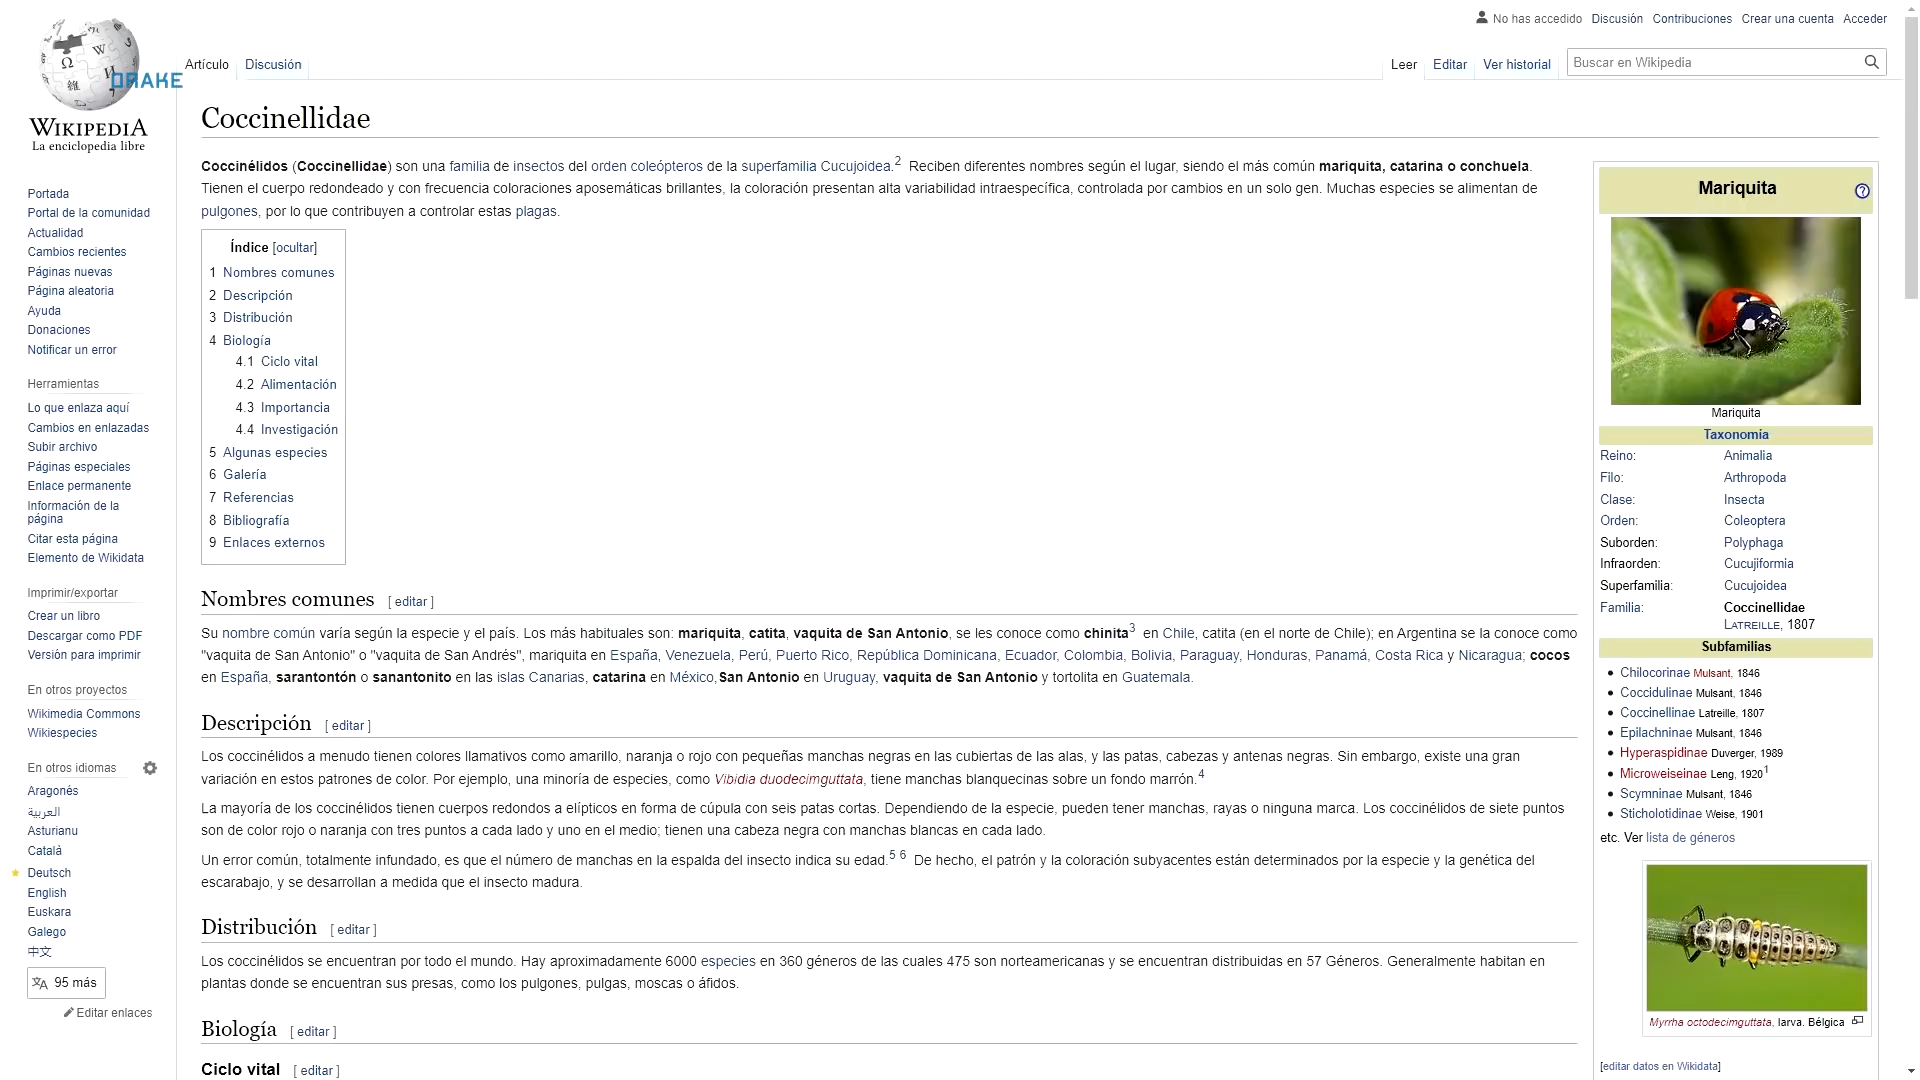 No has accedido Discusión Contribuciones Crear una cuenta Acceder
DRAKE
Artículo Discusión
Leer Editar Ver historial Buscar en Wikipedia
WIKIPEDIA
La enciclopedia libre
Portada
Portal de la comunidad
Actualidad
Cambios recientes
Páginas nuevas
Página aleatoria
Ayuda
Donaciones
Notificar un error
Herramientas
Lo que enlaza aquí
Cambios en enlazadas
Subir archivo
Páginas especiales
Enlace permanente
Información de la
página
Citar esta página
Elemento de Wikidata
Imprimir/exportar
Crear un libro
Descargar como PDF
Versión para imprimir
En otros proyectos
Wikimedia Commons
Wikiespecies
En otros idiomas
Aragonés
العربية
Asturianu
Català
Deutsch
English
Euskara
Galego
中文
95 más
Editar enlaces
Coccinellidae
Coccinélidos (Coccinellidae) son una familia de insectos del orden coleópteros de la superfamilia Cucujoidea.2 Reciben diferentes nombres según el lugar, siendo el más común mariquita, catarina o conchuela.
Tienen el cuerpo redondeado y con frecuencia coloraciones aposemáticas brillantes, la coloración presentan alta variabilidad intraespecífica, controlada por cambios en un solo gen. Muchas especies se alimentan de
pulgones, por lo que contribuyen a controlar estas plagas.
Índice [ocultar]
1 Nombres comunes
2 Descripción
3 Distribución
4 Biología
4.1 Ciclo vital
4.2 Alimentación
4.3 Importancia
4.4 Investigación
5 Algunas especies
6 Galería
7 Referencias
8 Bibliografía
9 Enlaces externos
Nombres comunes [ editar ]
Su nombre común varía según la especie y el país. Los más habituales son: mariquita, catita, vaquita de San Antonio, se les conoce como chinita3 en Chile, catita (en el norte de Chile); en Argentina se la conoce como
"vaquita de San Antonio" o "vaquita de San Andrés", mariquita en España, Venezuela, Perú, Puerto Rico, República Dominicana, Ecuador, Colombia, Bolivia, Paraguay, Honduras, Panamá, Costa Rica y Nicaragua; cocos
en España, sarantontón o sanantonito en las islas Canarias, catarina en México,San Antonio en Uruguay, vaquita de San Antonio y tortolita en Guatemala.
Descripción [ editar ]
Los coccinélidos a menudo tienen colores llamativos como amarillo, naranja o rojo con pequeñas manchas negras en las cubiertas de las alas, y las patas, cabezas y antenas negras. Sin embargo, existe una gran
variación en estos patrones de color. Por ejemplo, una minoría de especies, como Vibidia duodecimguttata, tiene manchas blanquecinas sobre un fondo marrón.4
La mayoría de los coccinélidos tienen cuerpos redondos a elípticos en forma de cúpula con seis patas cortas. Dependiendo de la especie, pueden tener manchas, rayas o ninguna marca. Los coccinélidos de siete puntos
son de color rojo o naranja con tres puntos a cada lado y uno en el medio; tienen una cabeza negra con manchas blancas en cada lado.
Un error común, totalmente infundado, es que el número de manchas en la espalda del insecto indica su edad.5 6 De hecho, el patrón y la coloración subyacentes están determinados por la especie y la genética del
escarabajo, y se desarrollan a medida que el insecto madura.
Distribución [ editar ]
Los coccinélidos se encuentran por todo el mundo. Hay aproximadamente 6000 especies en 360 géneros de las cuales 475 son norteamericanas y se encuentran distribuidas en 57 Géneros. Generalmente habitan en
plantas donde se encuentran sus presas, como los pulgones, pulgas, moscas o áfidos.
Biología [ editar ]
Ciclo vital [ editar ]
Mariquita
Mariquita
Taxonomía
Reino: Animalia
Filo: Arthropoda
Clase: Insecta
Orden: Coleoptera
Suborden: Polyphaga
Infraorden: Cucujiformia
Superfamilia: Cucujoidea
Familia: Coccinellidae
LATREILLE, 1807
Subfamilias
Chilocorinae Mulsant, 1846
Coccidulinae Mulsant, 1846
Coccinellinae Latreille, 1807
Epilachninae Mulsant, 1846
Hyperaspidinae Duverger, 1989
Microweiseinae Leng, 19201
Scymninae Mulsant, 1846
Sticholotidinae Weise, 1901
etc. Ver lista de géneros
Myrrha octodecimguttata, larva. Bélgica
[editar datos en Wikidata]